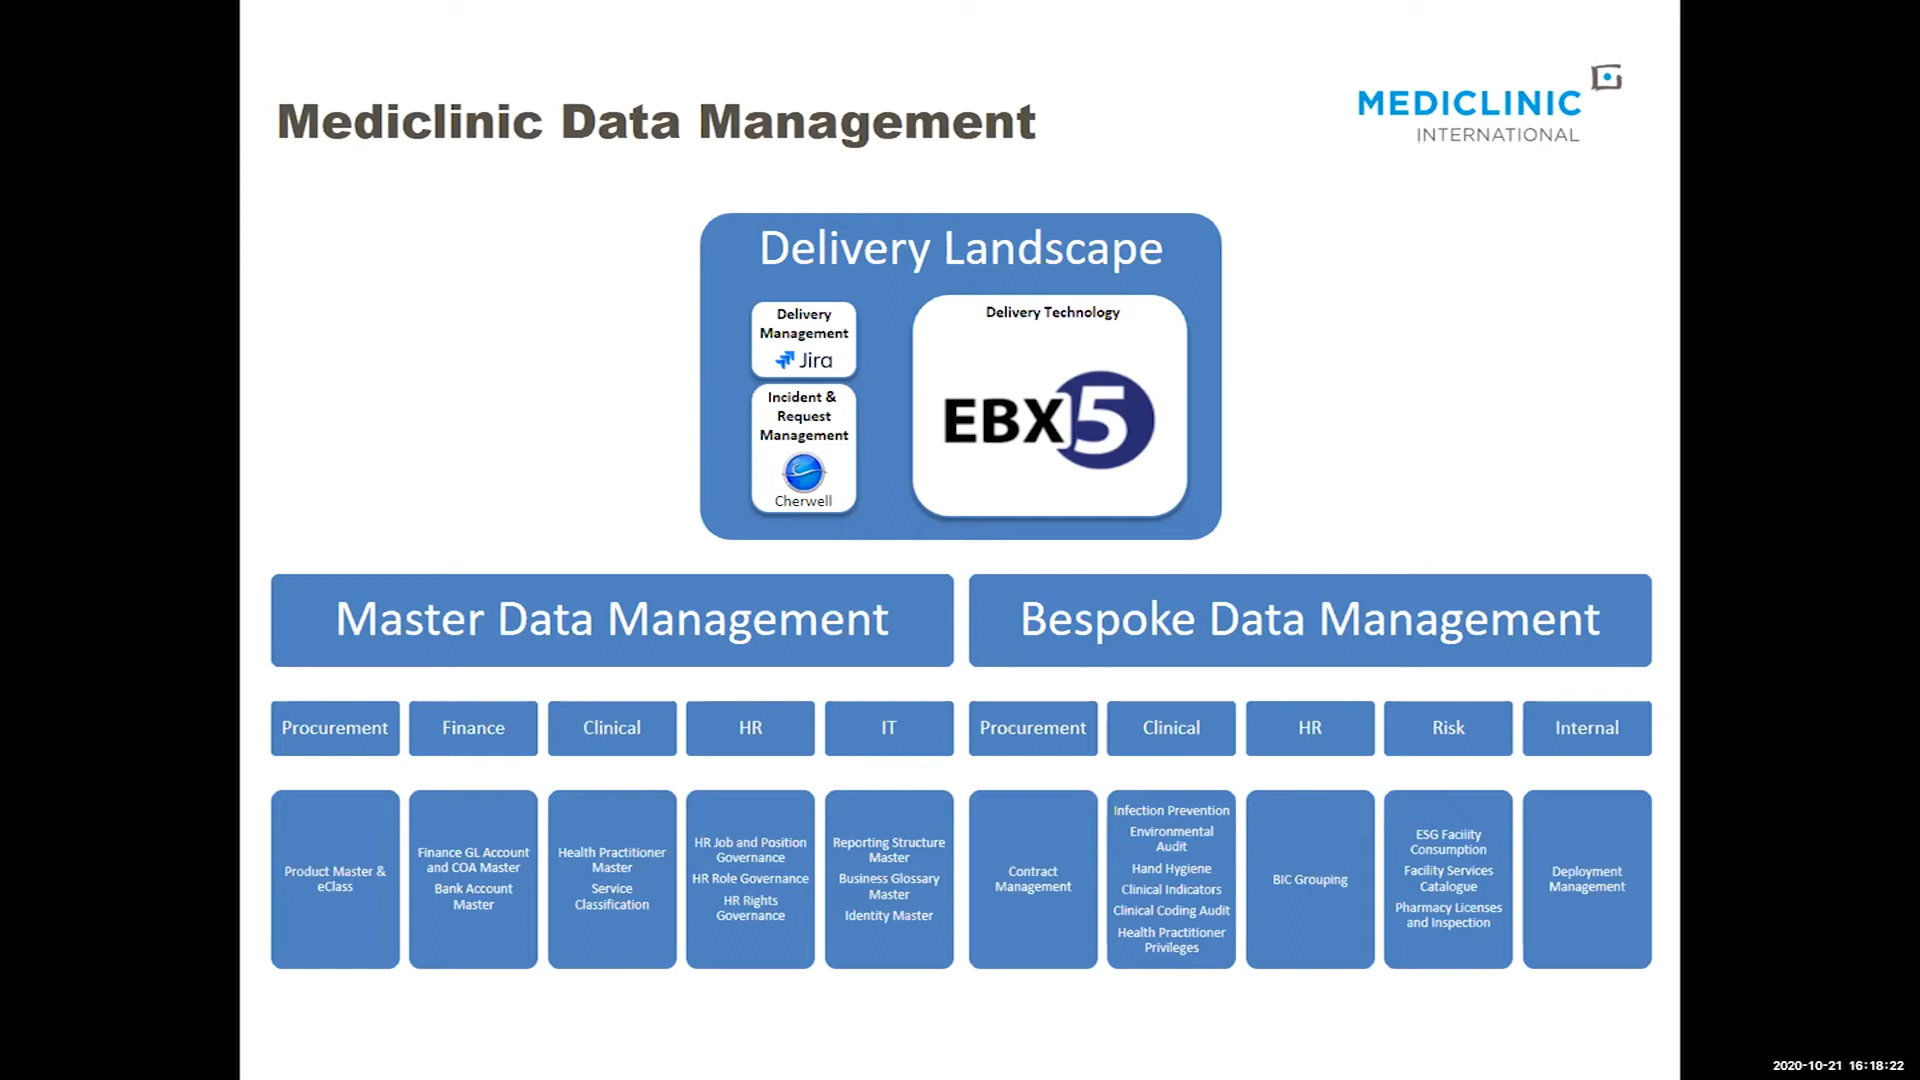 Mediclinic Data Management
MEDICLINIC
INTERNATIONAL
Delivery Landscape
Delivery
Management
Jira
Incident &
Request
Management
Cherwell
Delivery Technology
EBX5
Master Data Management
Bespoke Data Management
Procurement
Finance
Clinical
HR
IT
Procurement
Clinical
HR
Risk
Internal
Product Master &
eClass
Finance GL Account
and COA Master
Bank Account
Master
Health Practitioner
Master
Service
Classification
HR Job and Position
Governance
HR Role Governance
HR Rights
Governance
Reporting Structure
Master
Business Glossary
Master
Identity Master
Contract
Management
Infection Prevention
Environmental
Audit
Hand Hygiene
Clinical Indicators
Clinical Coding Audit
Health Practitioner
Privileges
BIC Grouping
ESG Facility
Consumption
Facility Services
Catalogue
Pharmacy Licenses
and Inspection
Deployment
Management
2020-10-21 16:18:22